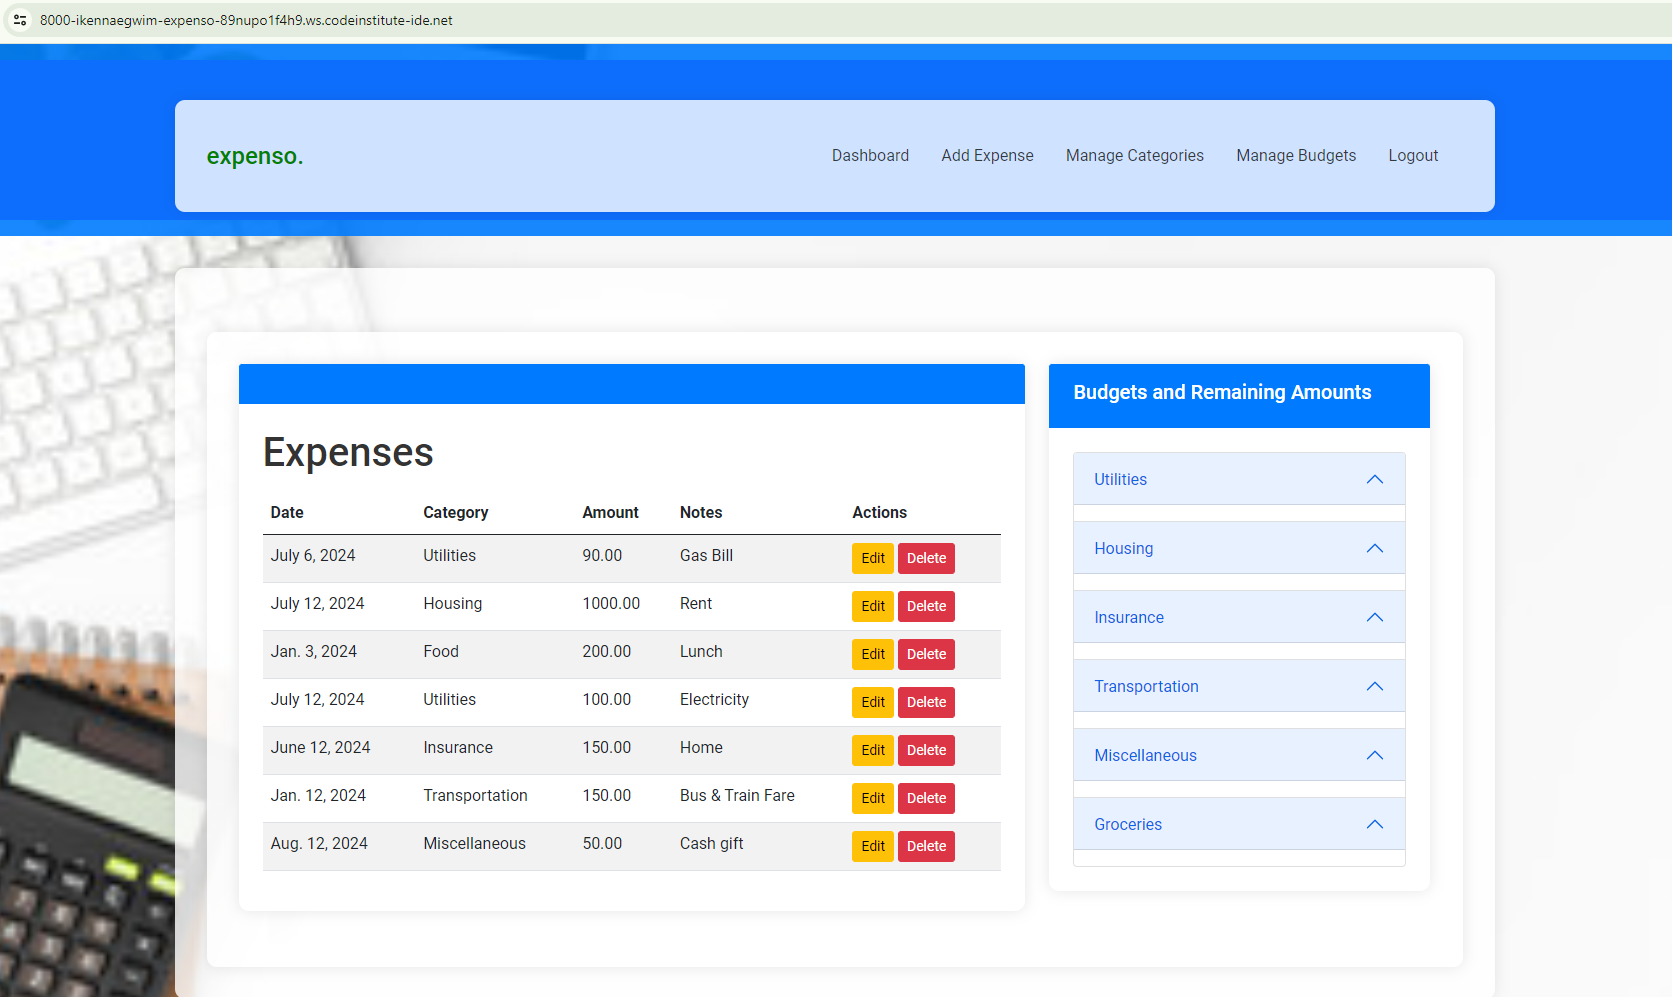 8000-ikennaegwim-expenso-89nupo1f4h9.ws.codeinstitute-ide.net
expenso. Dashboard Add Expense Manage Categories Manage Budgets Logout
Expenses
Date Category Amount Notes Actions
July 6, 2024 Utilities 90.00 Gas Bill Edit Delete
July 12, 2024 Housing 1000.00 Rent Edit Delete
Jan. 3, 2024 Food 200.00 Lunch Edit Delete
July 12, 2024 Utilities 100.00 Electricity Edit Delete
June 12, 2024 Insurance 150.00 Home Edit Delete
Jan. 12, 2024 Transportation 150.00 Bus & Train Fare Edit Delete
Aug. 12, 2024 Miscellaneous 50.00 Cash gift Edit Delete
Budgets and Remaining Amounts
Utilities
Housing
Insurance
Transportation
Miscellaneous
Groceries